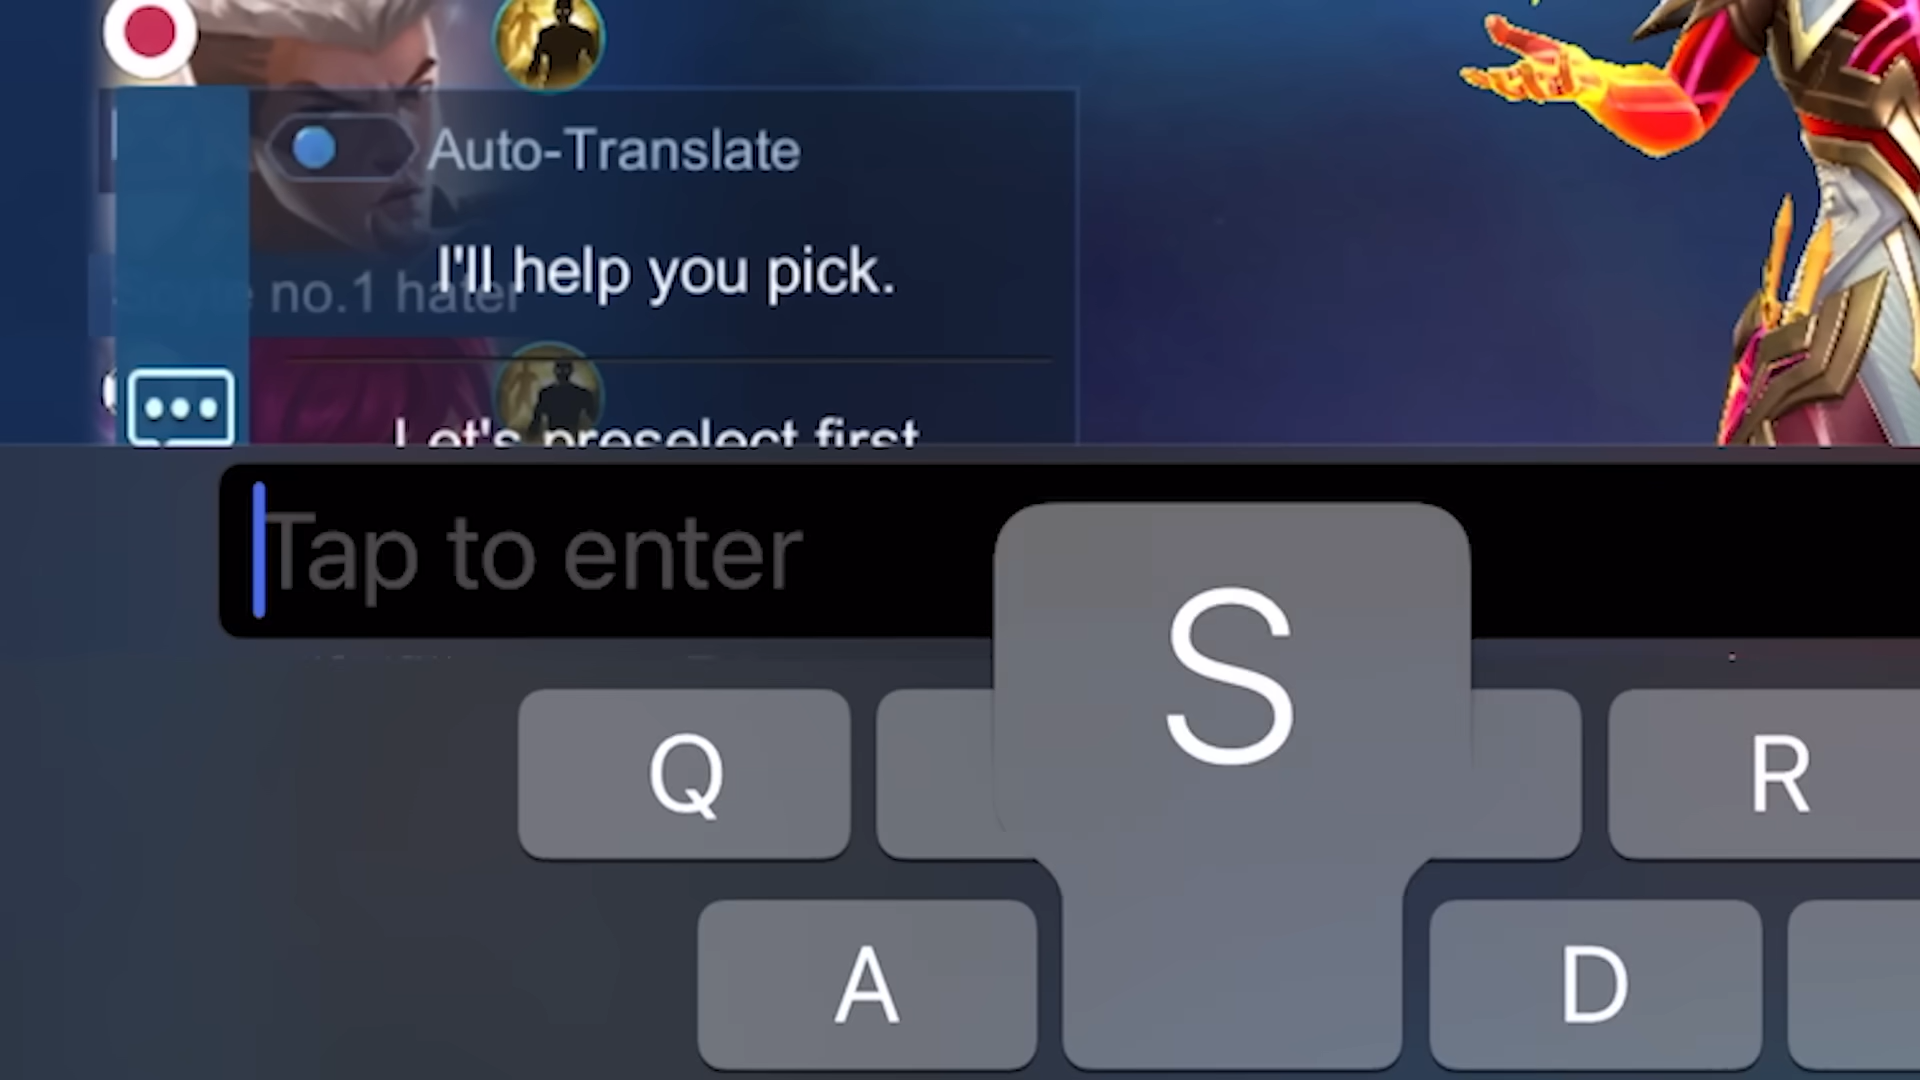 Auto-Translate
I'll help you pick.
no.1 hater
Let's preselect first
Tap to enter
S
Q
R
A
D